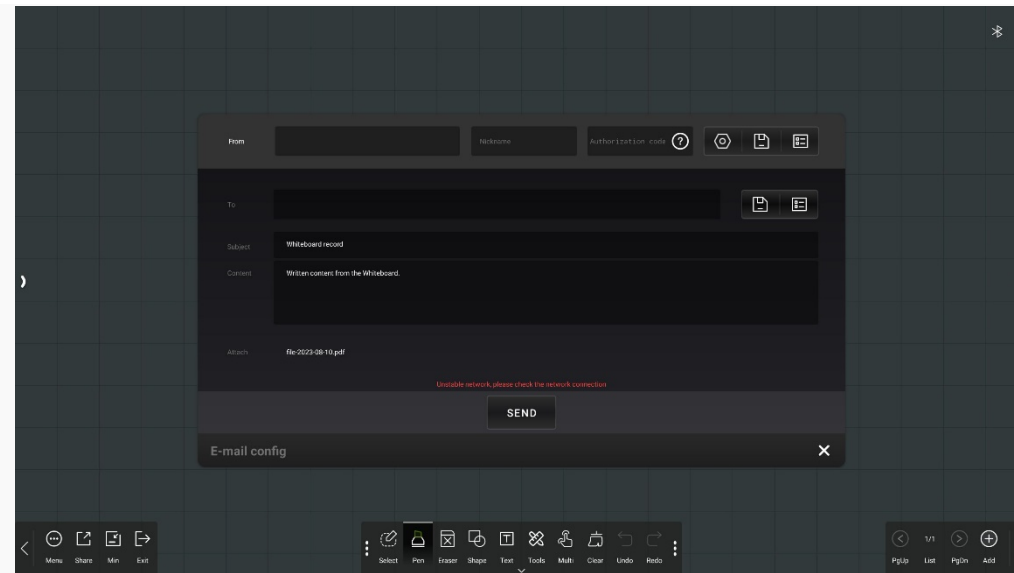 From Nickname Authorization code ?
To
Subject Whiteboard record
Content Written content from the Whiteboard.
Attach file-2023-08-10.pdf
Unstable network, please check the network connection
SEND
E-mail config
1/1
Menu Share Min Exit Select Pen Eraser Shape Text Tools Multi Clear Undo Redo PgUp List PgDn Add